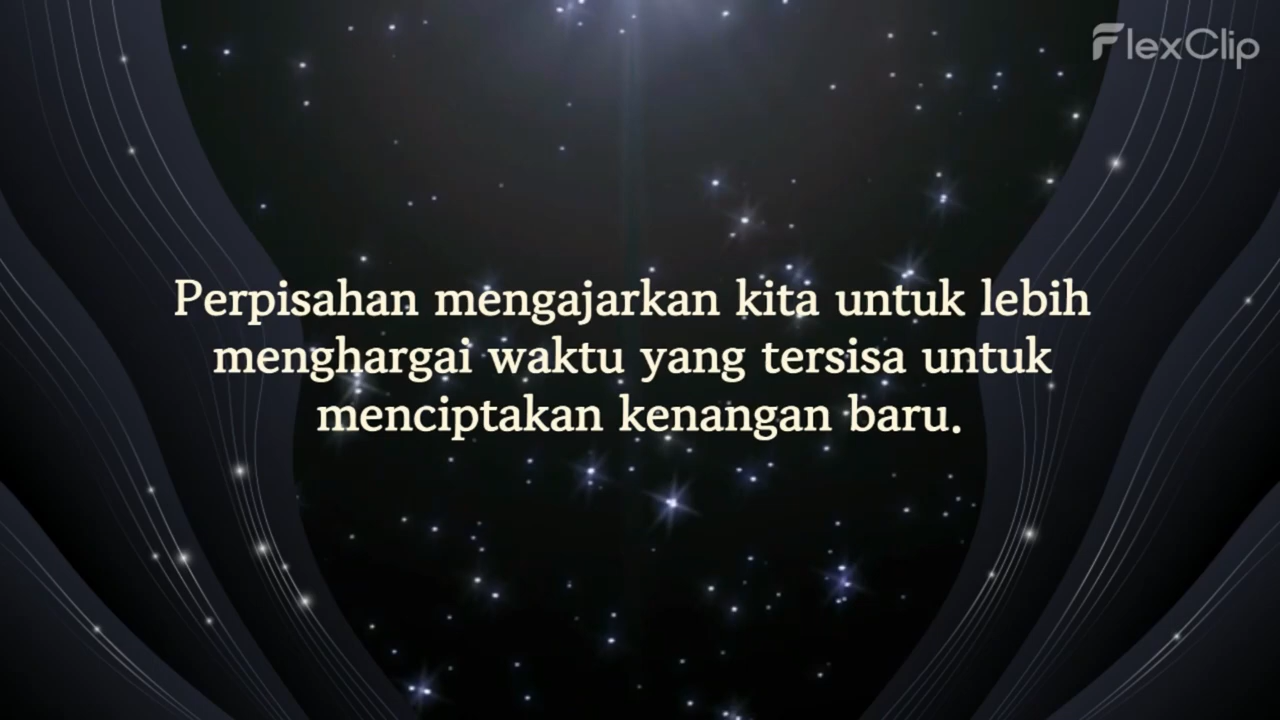 FlexClip
Perpisahan mengajarkan kita untuk lebih
menghargai waktu yang tersisa untuk
menciptakan kenangan baru.